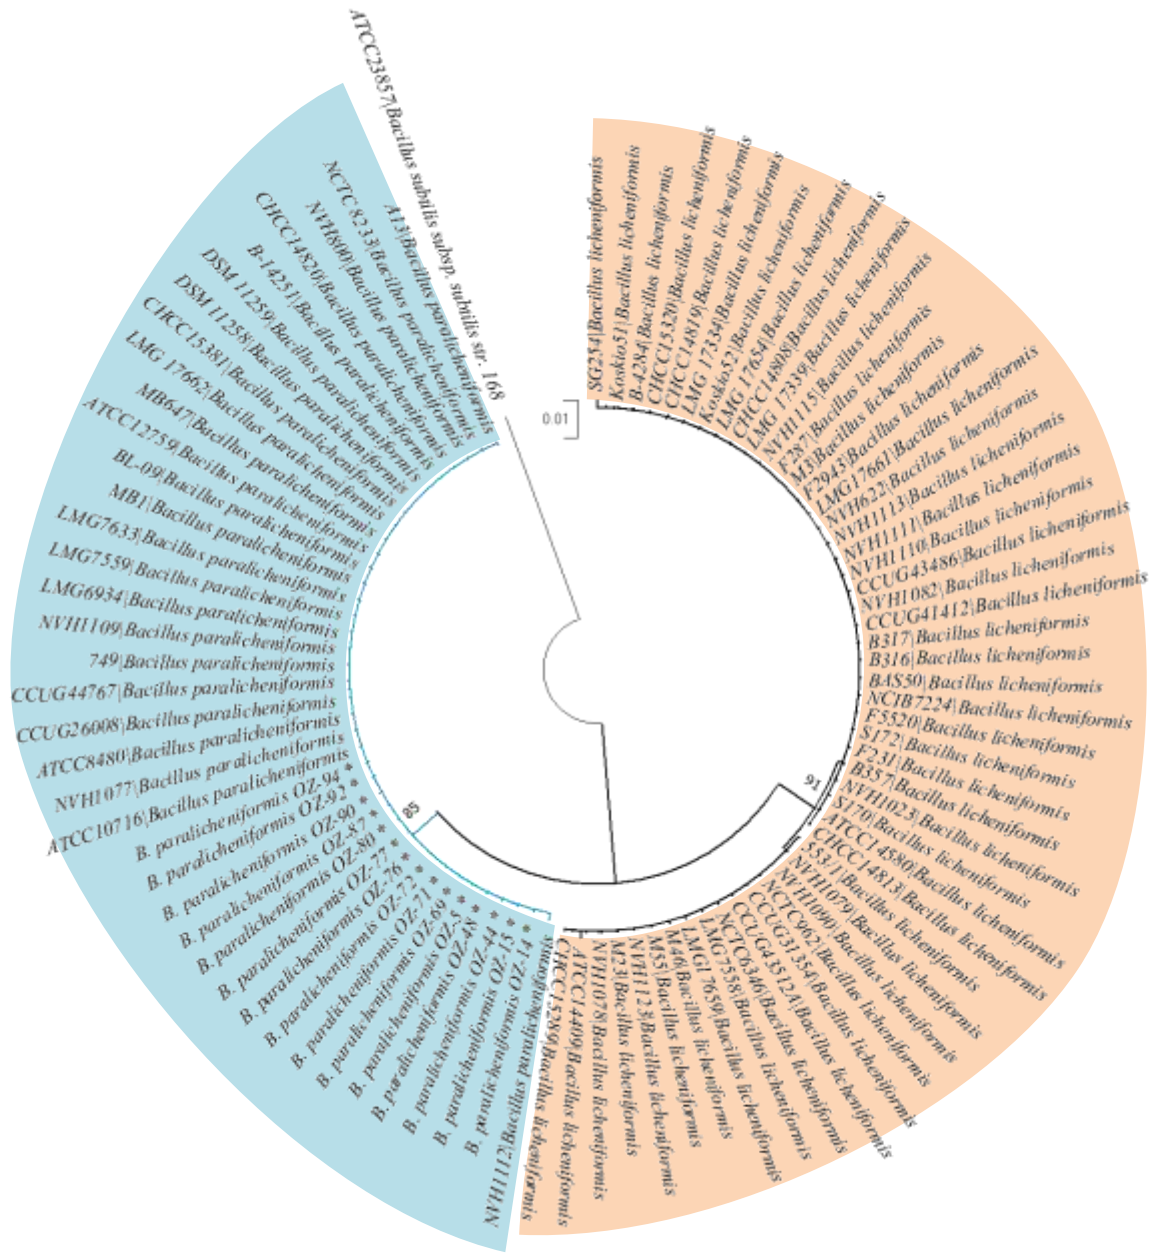 ATCC23857|Bacillus subtilis subsp. subtilis str. 168
SG254|Bacillus licheniformis
Kosklo51|Bacillus licheniformis
B-4284|Bacillus licheniformis
CHCC15320|Bacillus licheniformis
CHCC14819|Bacillus licheniformis
LMG 17334|Bacillus licheniformis
Kosklo52|Bacillus licheniformis
LMG 17654|Bacillus licheniformis
CHCC14808|Bacillus licheniformis
LMG 17339|Bacillus licheniformis
NVH1115|Bacillus licheniformis
F287|Bacillus licheniformis
M3|Bacillus licheniformis
F2943|Bacillus licheniformis
LMG17661|Bacillus licheniformis
NVH622|Bacillus licheniformis
NVH1113|Bacillus licheniformis
NVH1111|Bacillus licheniformis
NVH1110|Bacillus licheniformis
CCUG43486|Bacillus licheniformis
NVH1082|Bacillus licheniformis
CCUG41412|Bacillus licheniformis
B317|Bacillus licheniformis
B316|Bacillus licheniformis
BAS50|Bacillus licheniformis
NCIB7224|Bacillus licheniformis
F5520|Bacillus licheniformis
S172|Bacillus licheniformis
F231|Bacillus licheniformis
B357|Bacillus licheniformis
NVH1023|Bacillus licheniformis
S170|Bacillus licheniformis
ATCC14580|Bacillus licheniformis
CHCC14813|Bacillus licheniformis
553/1|Bacillus licheniformis
NVH1079|Bacillus licheniformis
NVH1090|Bacillus licheniformis
NCTC962|Bacillus licheniformis
CCUG31354|Bacillus licheniformis
CCUG43512A|Bacillus licheniformis
NCTC6346|Bacillus licheniformis
LMG7558|Bacillus licheniformis
LMG17659|Bacillus licheniformis
M46|Bacillus licheniformis
M55|Bacillus licheniformis
NVH1123|Bacillus licheniformis
M23|Bacillus licheniformis
NVH1078|Bacillus licheniformis
ATCC14409|Bacillus licheniformis
Bacillus licheniformis
NVH1112|Bacillus paralicheniformis
B. paralicheniformis OZ-14 *
B. paralicheniformis OZ-15 *
B. paralicheniformis OZ-44 *
B. paralicheniformis OZ-48 *
B. paralicheniformis OZ-5 *
B. paralicheniformis OZ-69 *
B. paralicheniformis OZ-71 *
B. paralicheniformis OZ-72 *
B. paralicheniformis OZ-76 *
B. paralicheniformis OZ-77 *
B. paralicheniformis OZ-80 *
B. paralicheniformis OZ-87 *
B. paralicheniformis OZ-90 *
B. paralicheniformis OZ-92 *
B. paralicheniformis OZ-94 *
ATCC10716|Bacillus paralicheniformis
NVH1077|Bacillus paralicheniformis
ATCC8480|Bacillus paralicheniformis
CCUG26008|Bacillus paralicheniformis
CCUG44767|Bacillus paralicheniformis
749|Bacillus paralicheniformis
NVH1109|Bacillus paralicheniformis
LMG6934|Bacillus paralicheniformis
LMG7559|Bacillus paralicheniformis
LMG7633|Bacillus paralicheniformis
MB1|Bacillus paralicheniformis
BL-09|Bacillus paralicheniformis
ATCC12759|Bacillus paralicheniformis
MB647|Bacillus paralicheniformis
LMG 17662|Bacillus paralicheniformis
CHCC15381|Bacillus paralicheniformis
DSM 11258|Bacillus paralicheniformis
DSM 11259|Bacillus paralicheniformis
B-14251|Bacillus paralicheniformis
CHCC14820|Bacillus paralicheniformis
NVH800|Bacillus paralicheniformis
NCTC 8233|Bacillus paralicheniformis
A13|Bacillus paralicheniformis
0.01
91
85